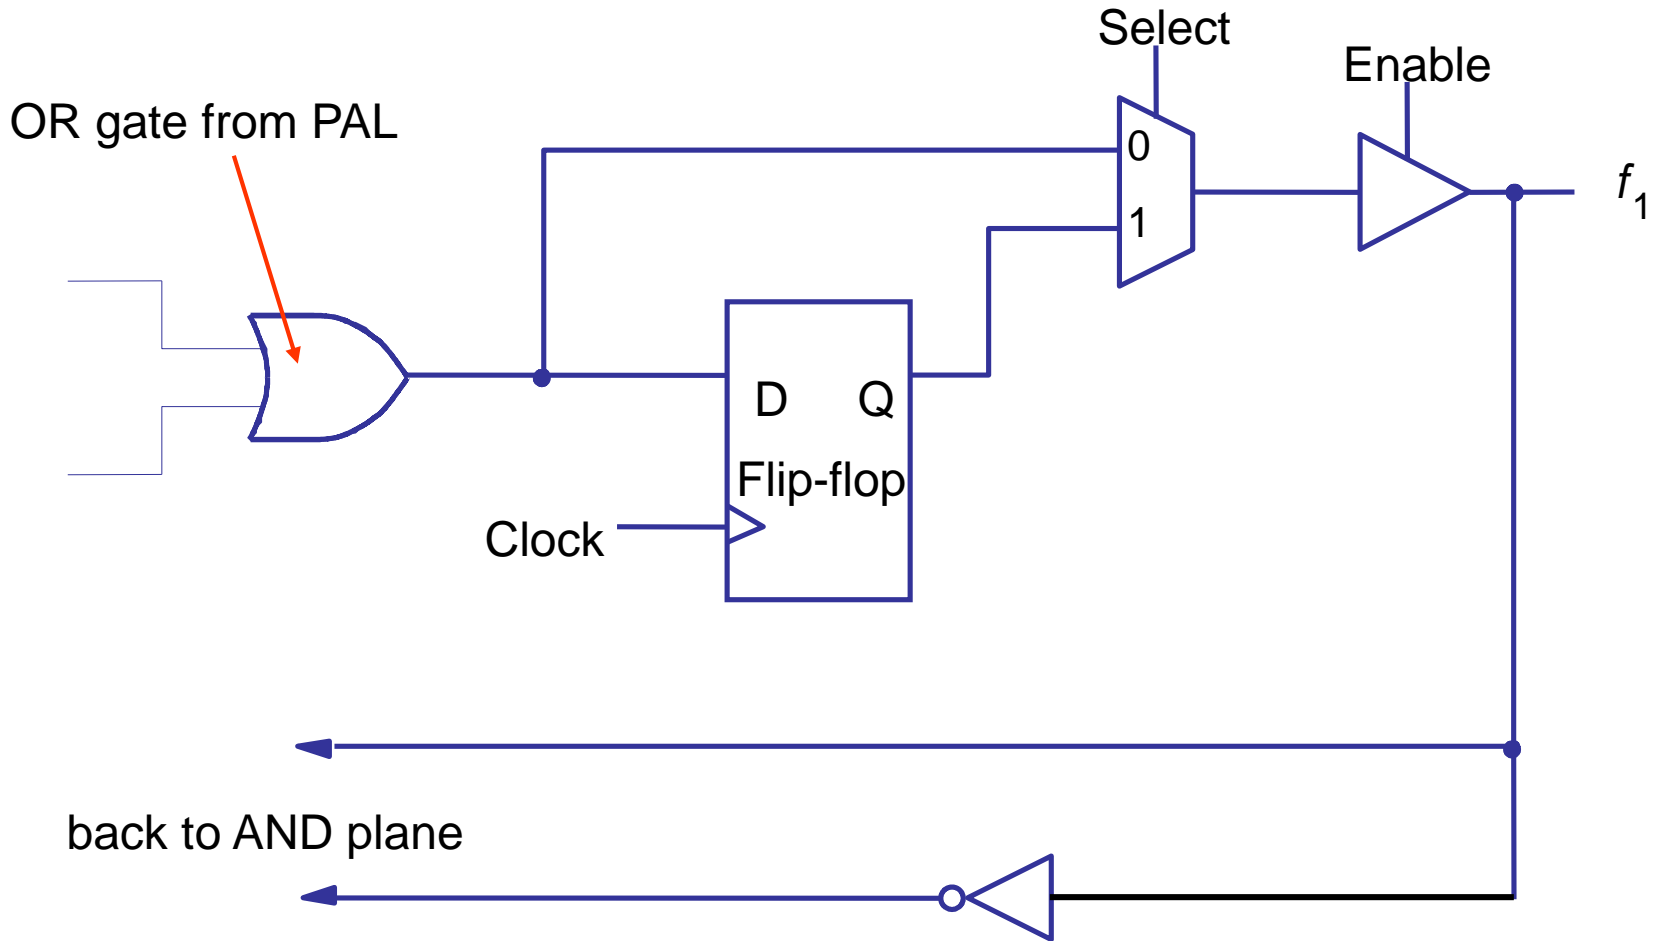 Select
Enable
OR gate from PAL
0
f1
1
D Q
Flip-flop
Clock
back to AND plane